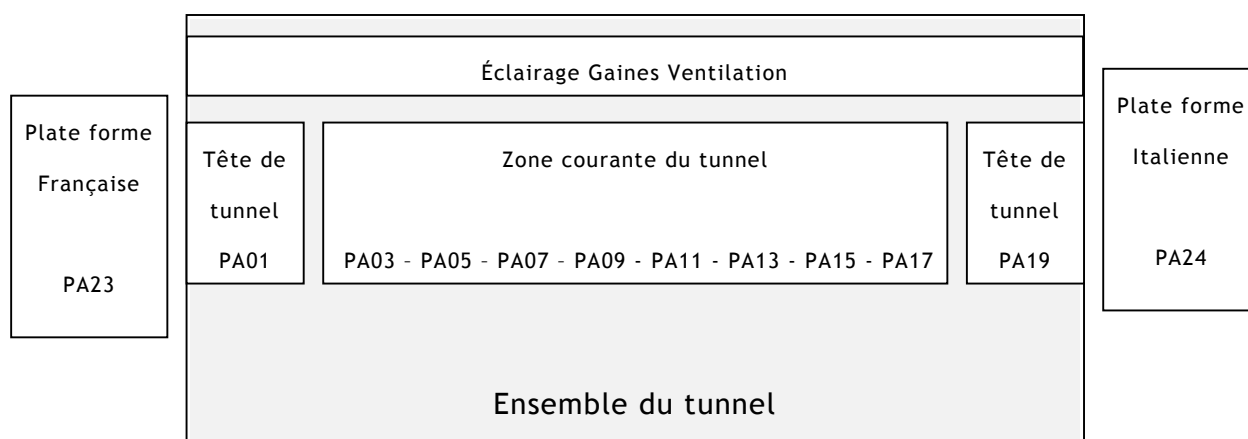 Éclairage Gaines Ventilation
Plate forme
Française
PA23
Tête de
tunnel
PA01
Zone courante du tunnel
PA03 – PA05 – PA07 – PA09 - PA11 - PA13 - PA15 - PA17
Tête de
tunnel
PA19
Plate forme
Italienne
PA24
Ensemble du tunnel